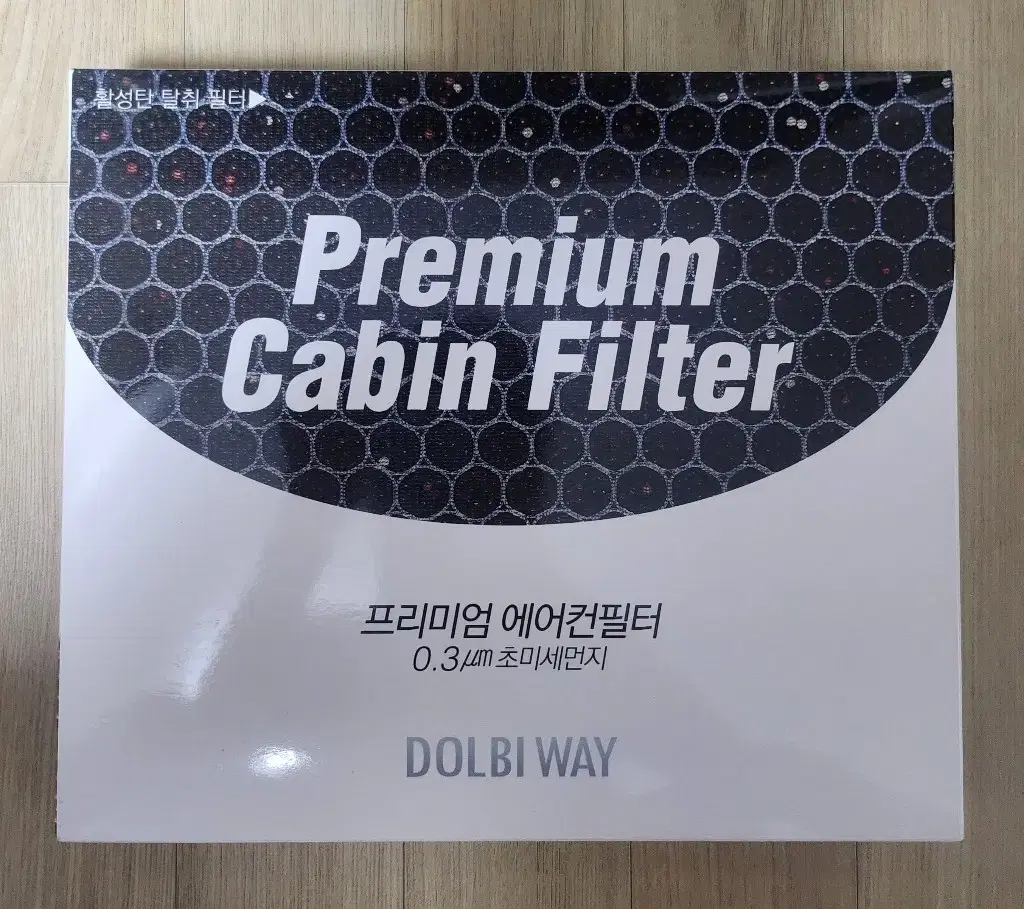 활성탄 탈취 필터▶
Premium
Cabin Filter
프리미엄 에어컨필터
0.3㎛ 초미세먼지
DOLBI WAY